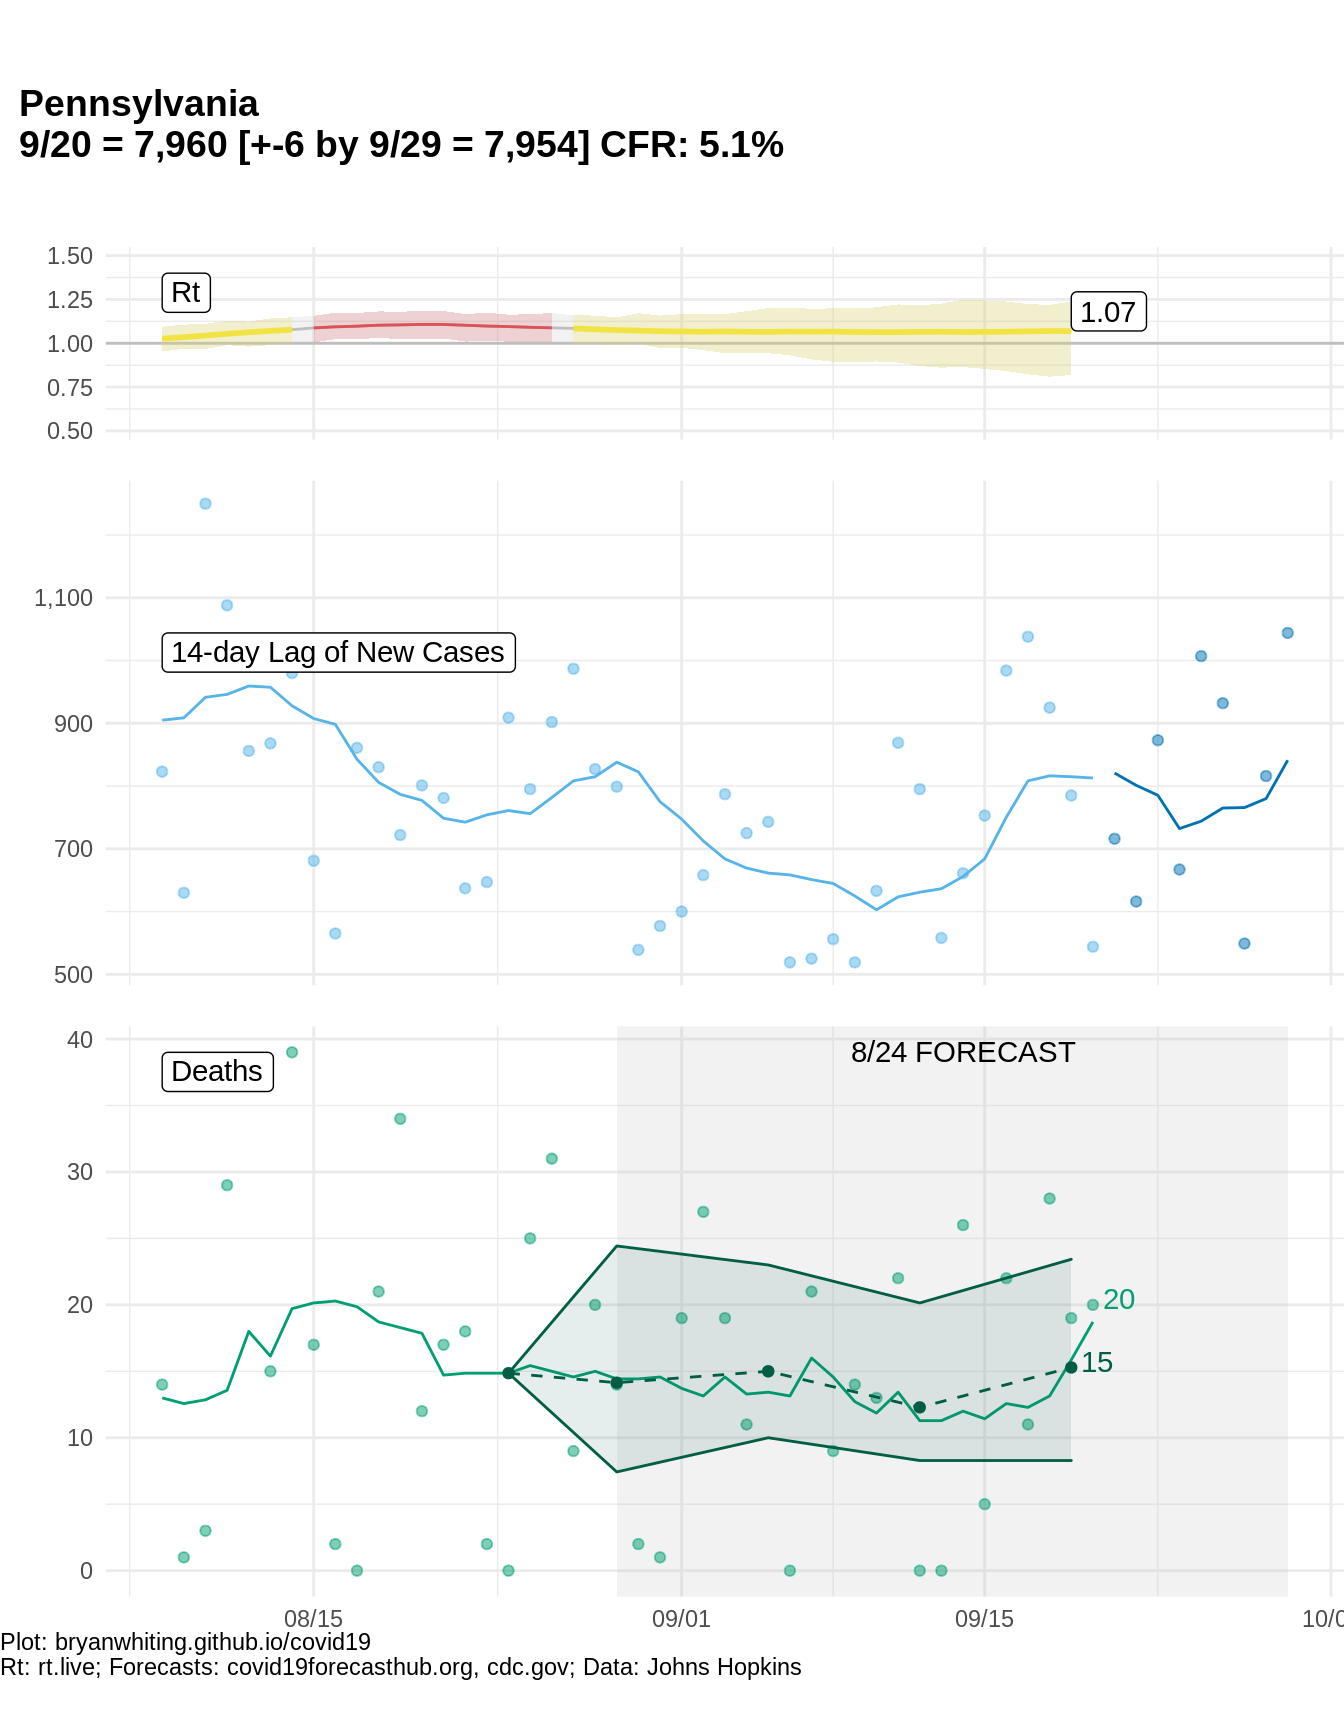 Pennsylvania
9/20 = 7,960 [+-6 by 9/29 = 7,954] CFR: 5.1%
1.50
1.25
1.00
0.75
0.50
Rt
1.07
1,100
900
700
500
14-day Lag of New Cases
40
30
20
10
0
Deaths
8/24 FORECAST
20
15
08/15
09/01
09/15
10/0
Plot: bryanwhiting.github.io/covid19
Rt: rt.live; Forecasts: covid19forecasthub.org, cdc.gov; Data: Johns Hopkins